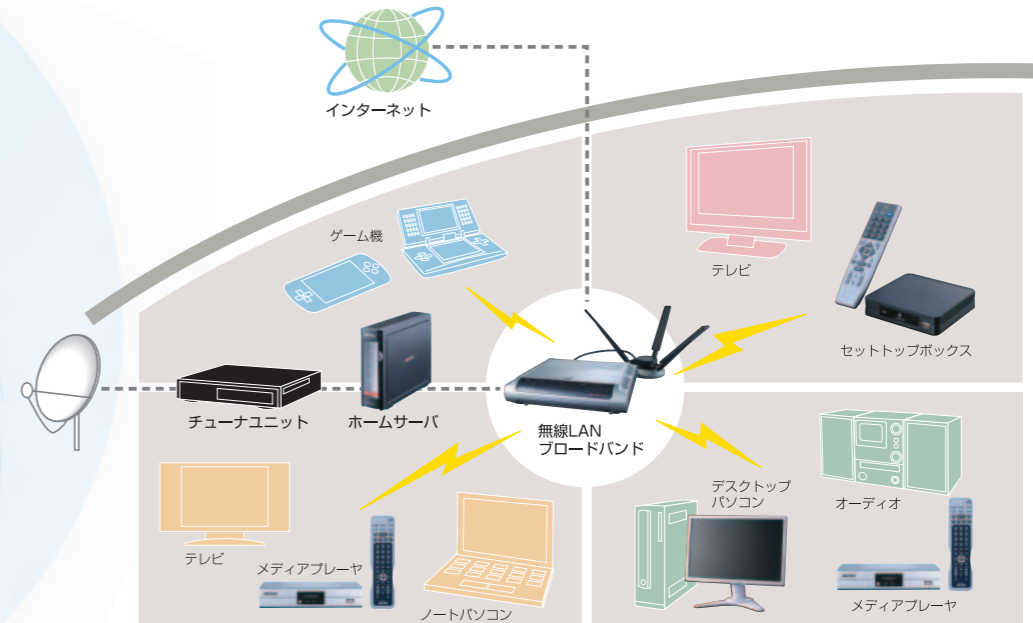 インターネット
ゲーム機
テレビ
セットトップボックス
チューナユニット
ホームサーバ
無線LAN
ブロードバンド
テレビ
メディアプレーヤ
ノートパソコン
デスクトップ
パソコン
オーディオ
メディアプレーヤ